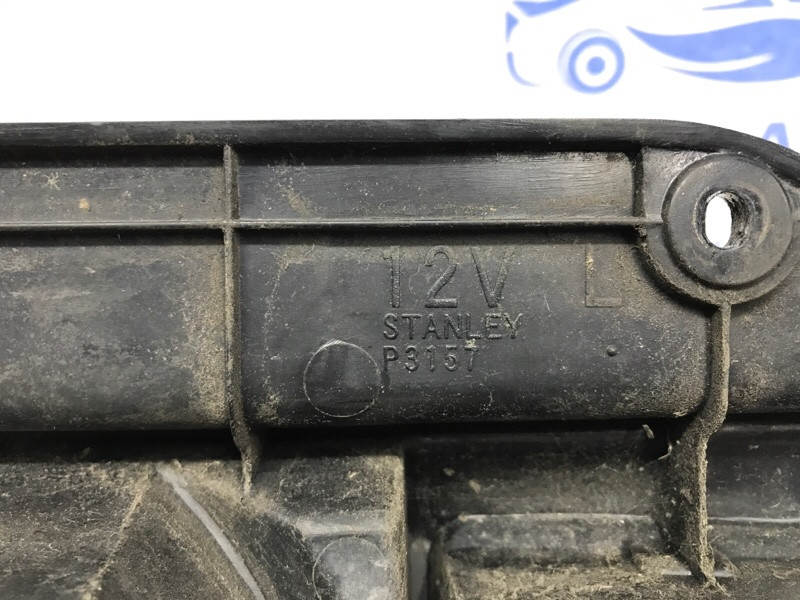 12V L
STANLEY
P3157
A